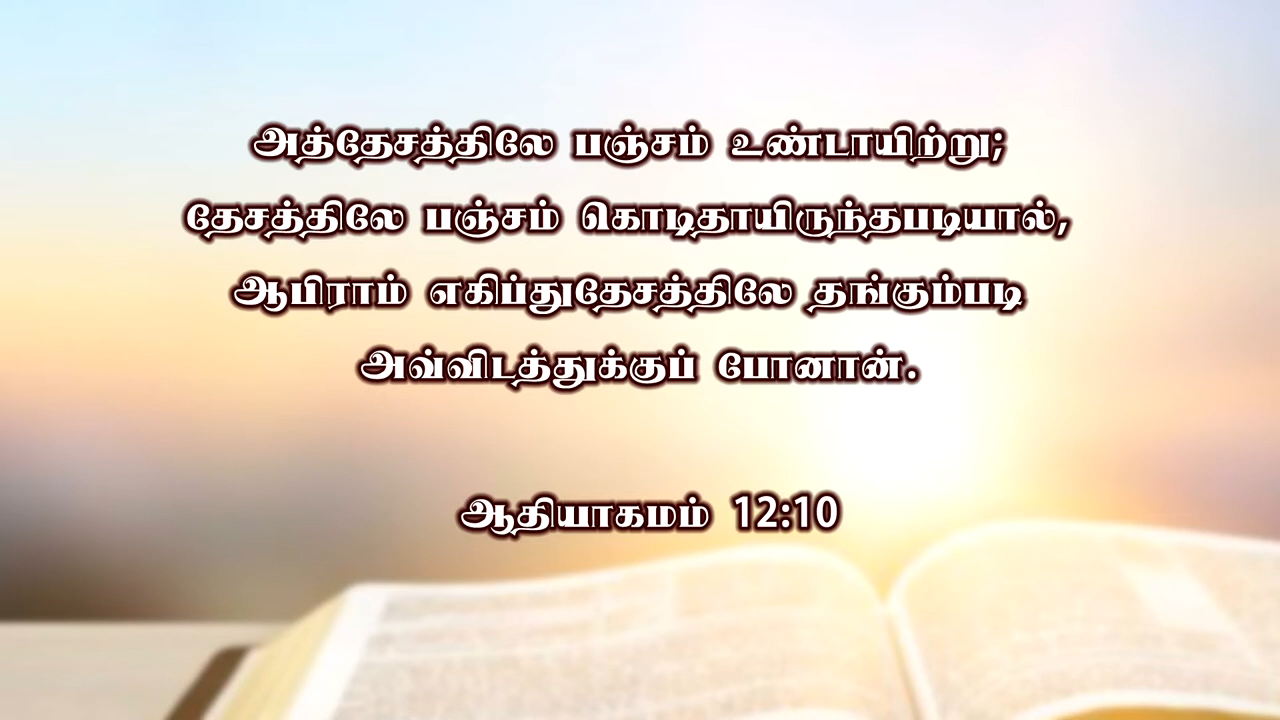 அத்தேசத்திலே பஞ்சம் உண்டாயிற்று;
தேசத்திலே பஞ்சம் கொடிதாயிருந்தபடியால்,
ஆபிராம் எகிப்துதேசத்திலே தங்கும்படி
அவ்விடத்துக்குப் போனான்.
ஆதியாகமம் 12:10